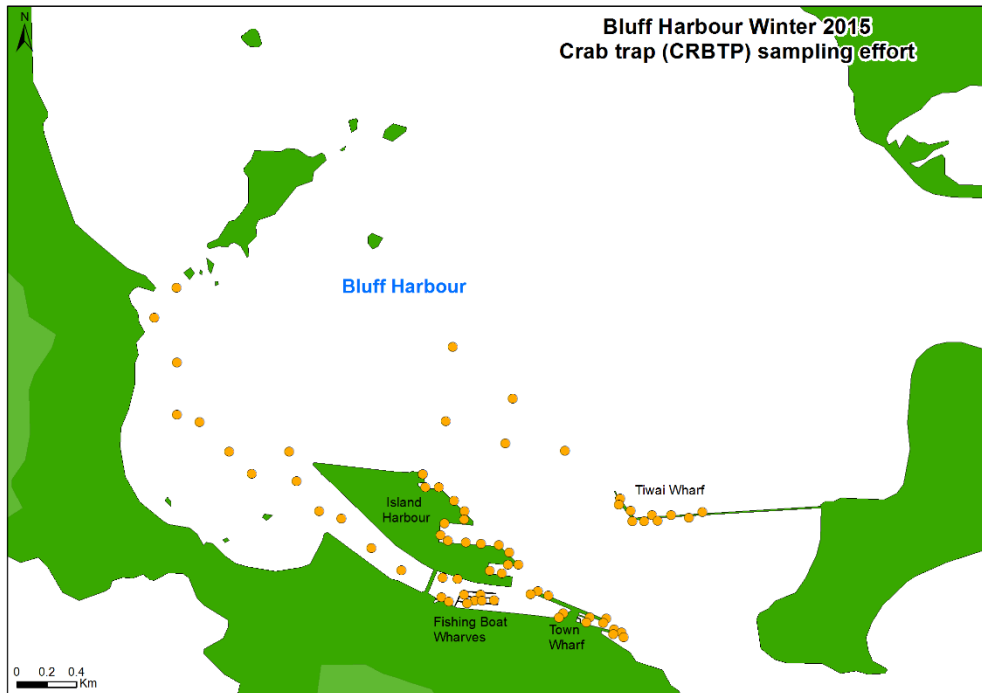 N
Bluff Harbour Winter 2015
Crab trap (CRBTP) sampling effort
Bluff Harbour
Tiwai Wharf
Island
Harbour
Fishing Boat
Wharves
Town
Wharf
0 0.2 0.4
Km